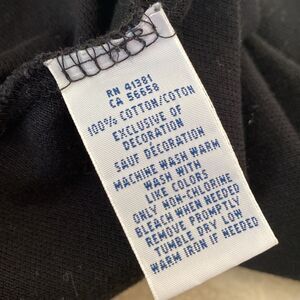 RN 41381
CA 56658
100% COTTON/COTON
EXCLUSIVE OF
DECORATION
SAUF DECORATION
MACHINE WASH WARM
WASH WITH
LIKE COLORS
ONLY NON-CHLORINE
BLEACH WHEN NEEDED
REMOVE PROMPTLY
TUMBLE DRY LOW
WARM IRON IF NEEDED